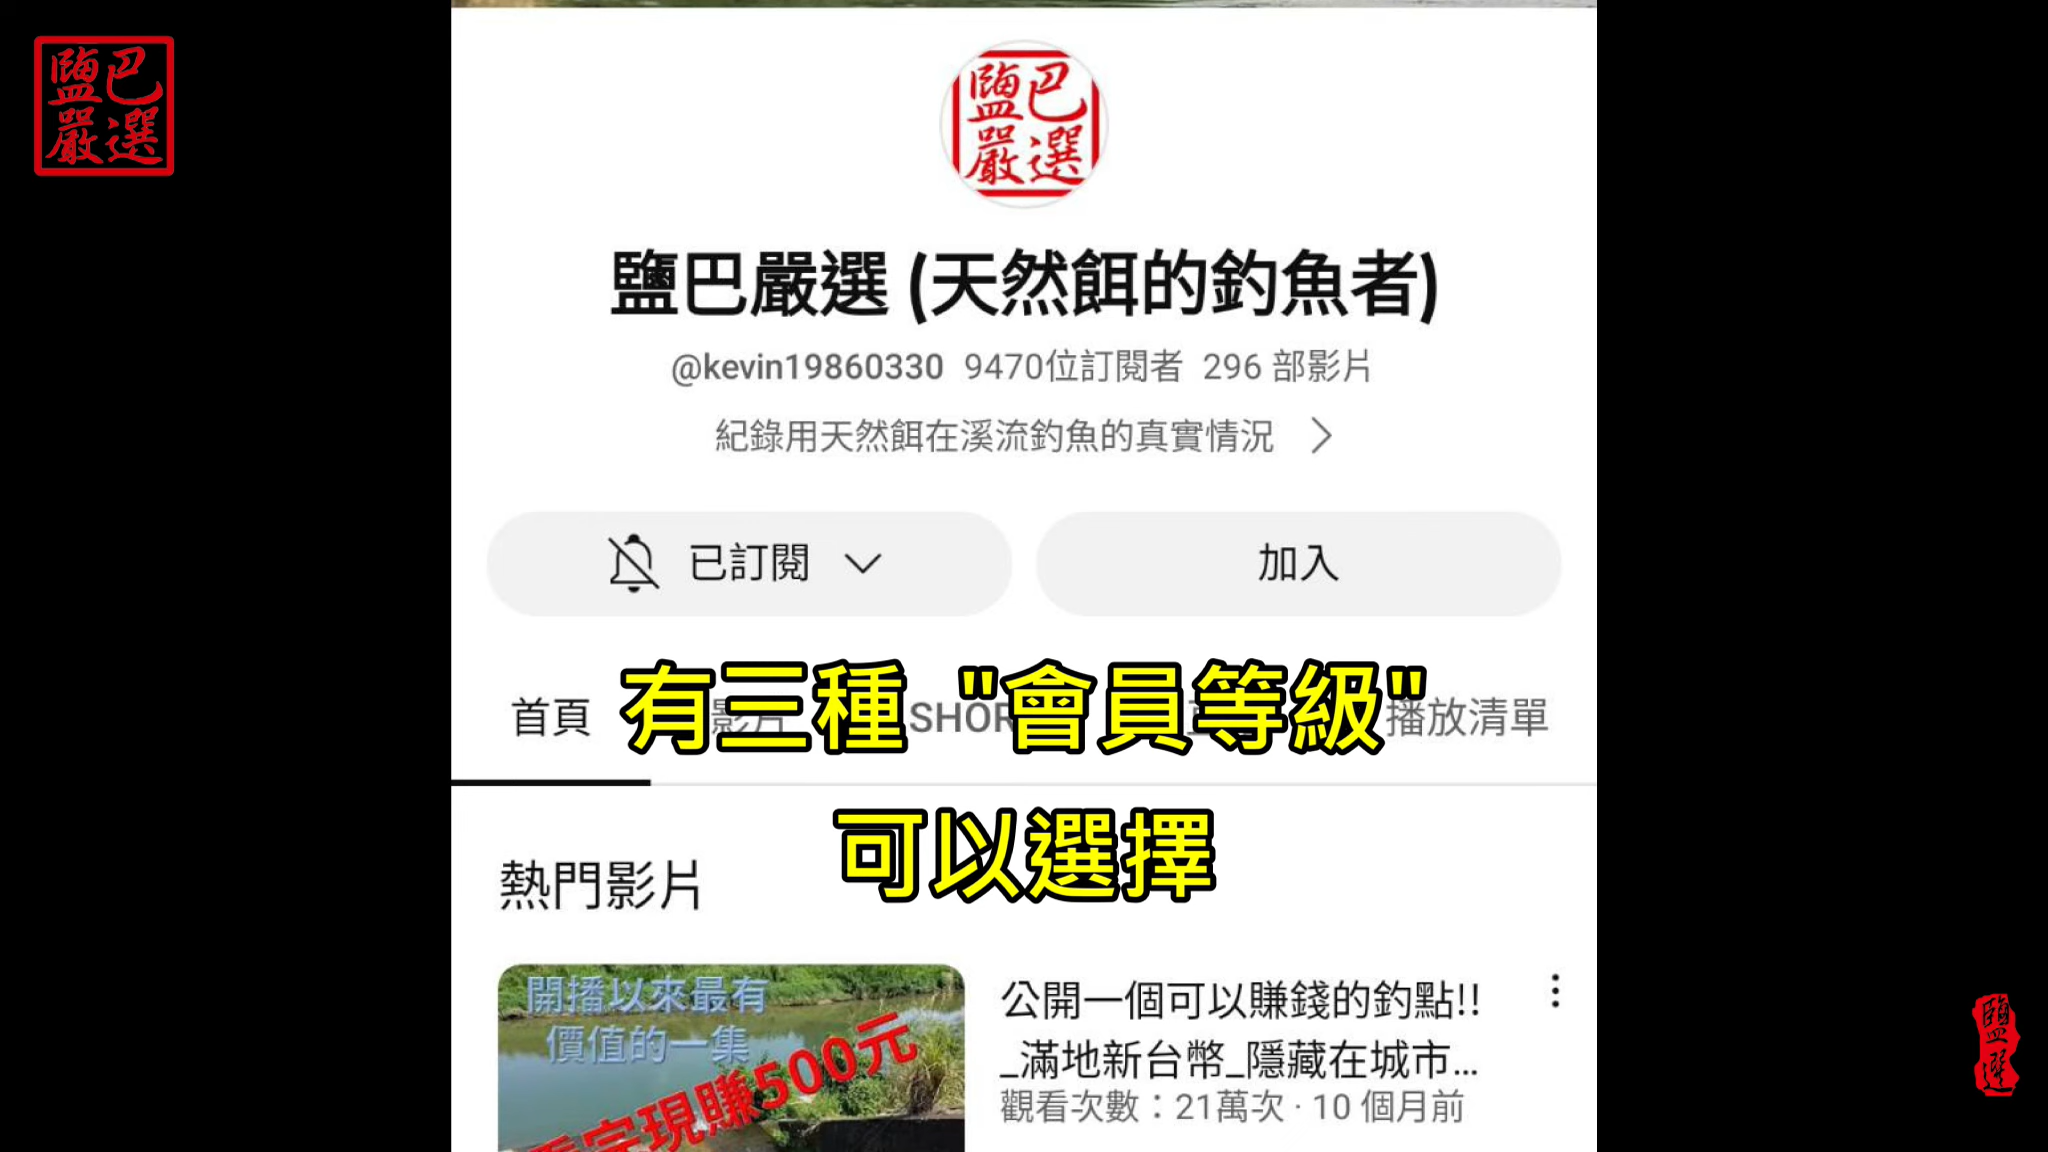 鹽巴
嚴選
鹽巴
嚴選
鹽巴嚴選 (天然餌的釣魚者)
@kevin19860330 9470位訂閱者 296 部影片
紀錄用天然餌在溪流釣魚的真實情況
已訂閱
加入
首頁 影片 播放清單
有三種 "會員等級"
可以選擇
熱門影片
開播以來最有
價值的一集
看完現賺500元
公開一個可以賺錢的釣點!!
_滿地新台幣_隱藏在城市...
觀看次數：21萬次 · 10 個月前
鹽選